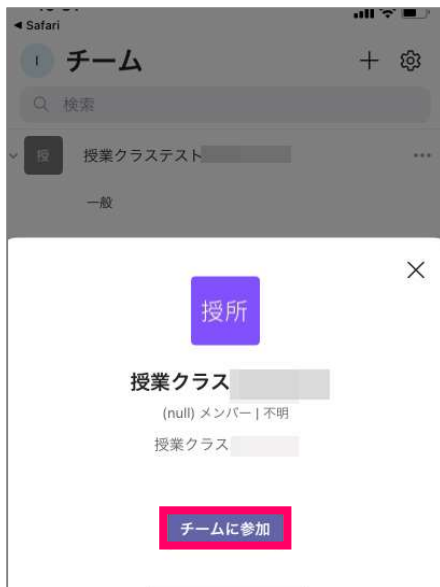 ◀ Safari
I チーム
検索
授 授業クラステスト
一般
授所
授業クラス
(null) メンバー | 不明
授業クラス
チームに参加